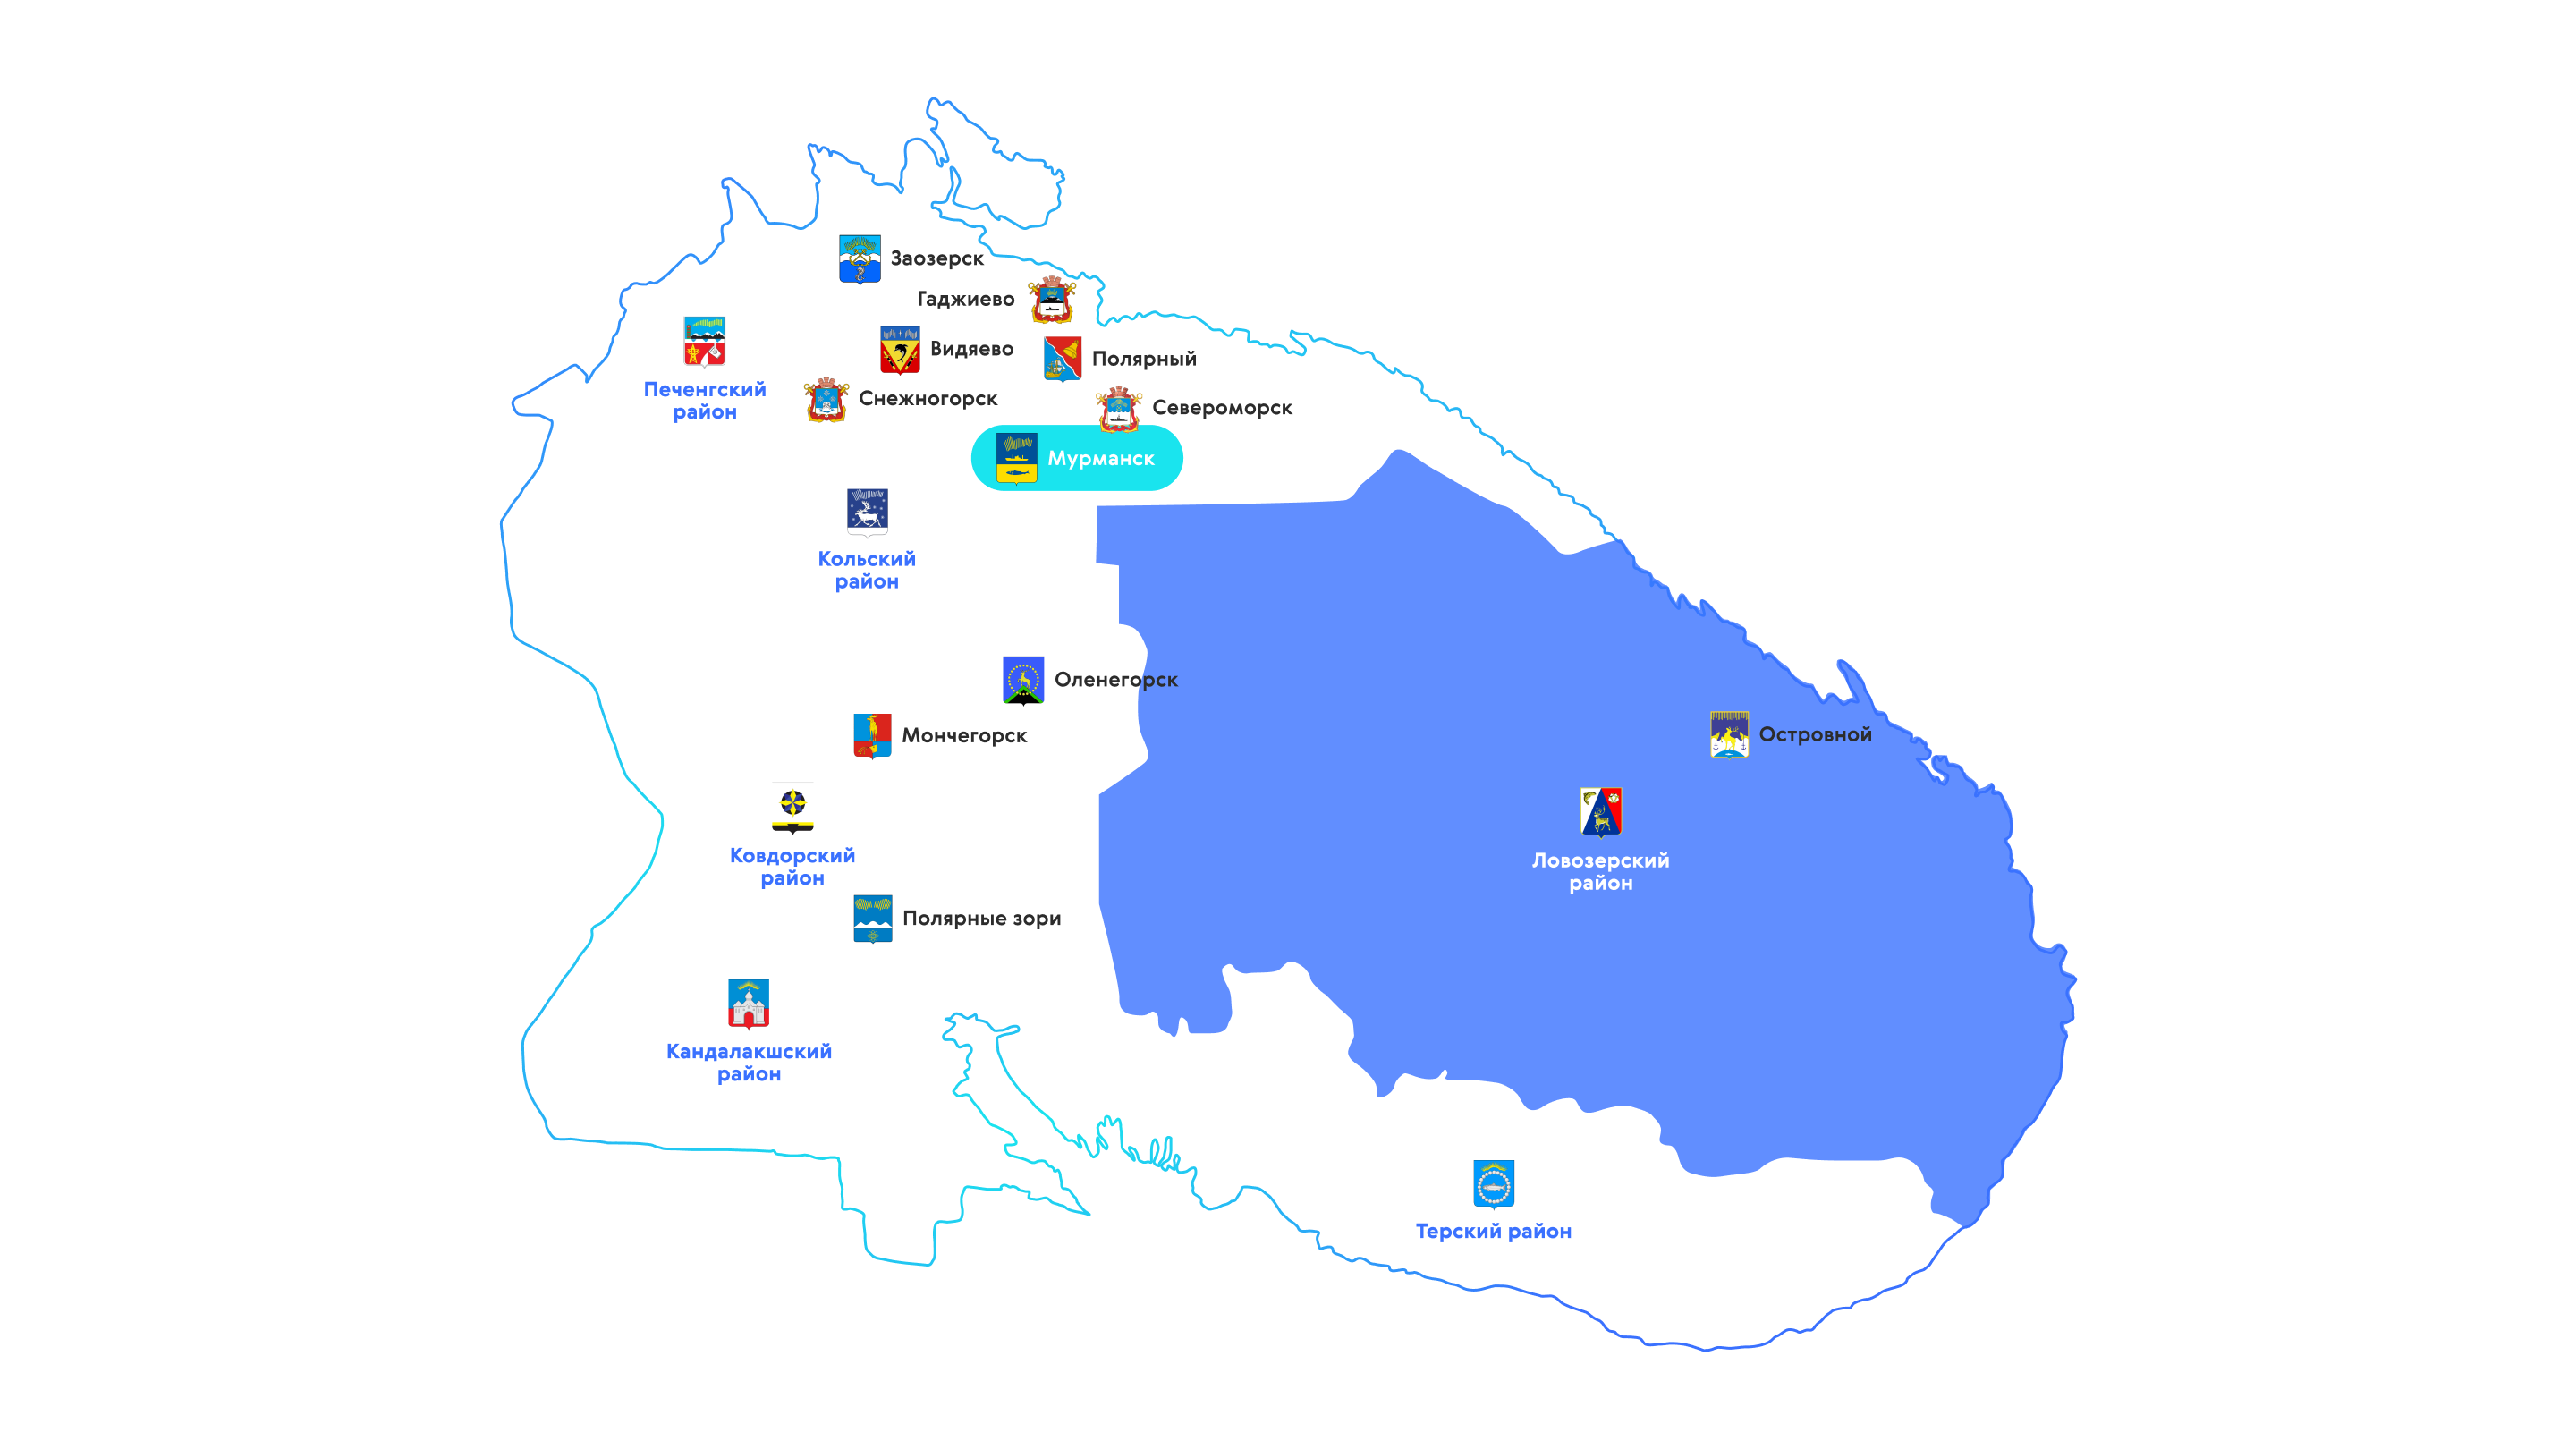 Заозерск
Гаджиево
Видяево
Полярный
Печенгский
район
Снежногорск
Североморск
Мурманск
Кольский
район
Оленегорск
Мончегорск
Островной
Ковдорский
район
Ловозерский
район
Полярные зори
Кандалакшский
район
Терский район